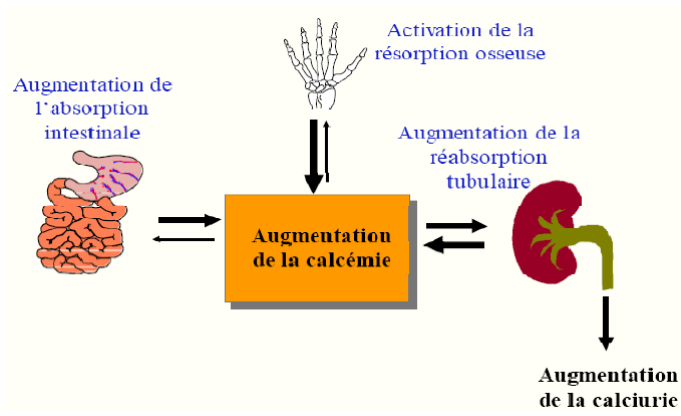 Activation de la
résorption osseuse
Augmentation de
l'absorption
intestinale
Augmentation de la
réabsorption
tubulaire
Augmentation
de la calcémie
Augmentation
de la calciurie